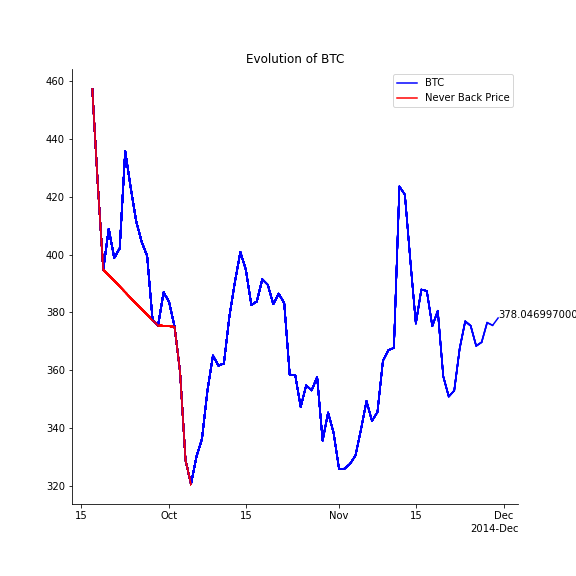 Evolution of BTC
BTC
Never Back Price
460
440
420
400
380
360
340
320
378.046997000
15
Oct
15
Nov
15
Dec
2014-Dec